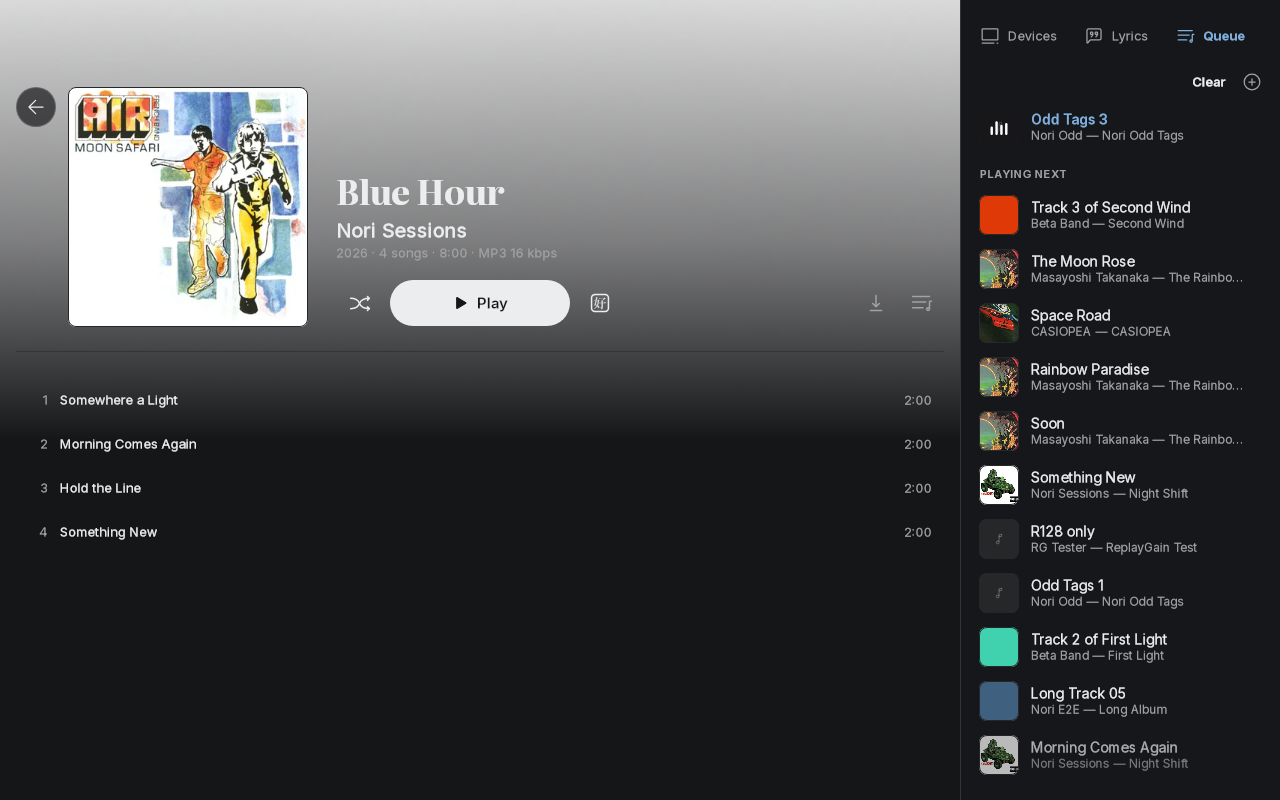 Devices
Lyrics
Queue
Clear
AIR
FRENCH BAND
MOON SAFARI
Blue Hour
Nori Sessions
2026 · 4 songs · 8:00 · MP3 16 kbps
Play
好
1 Somewhere a Light 2:00
2 Morning Comes Again 2:00
3 Hold the Line 2:00
4 Something New 2:00
Odd Tags 3
Nori Odd — Nori Odd Tags
PLAYING NEXT
Track 3 of Second Wind
Beta Band — Second Wind
The Moon Rose
Masayoshi Takanaka — The Rainbo…
Space Road
CASIOPEA — CASIOPEA
Rainbow Paradise
Masayoshi Takanaka — The Rainbo…
Soon
Masayoshi Takanaka — The Rainbo…
Something New
Nori Sessions — Night Shift
R128 only
RG Tester — ReplayGain Test
Odd Tags 1
Nori Odd — Nori Odd Tags
Track 2 of First Light
Beta Band — First Light
Long Track 05
Nori E2E — Long Album
Morning Comes Again
Nori Sessions — Night Shift